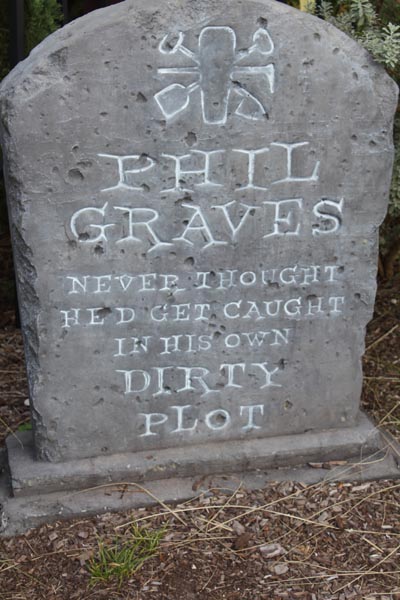 PHIL
GRAVES
NEVER THOUGHT
HE'D GET CAUGHT
IN HIS OWN
DIRTY
PLOT